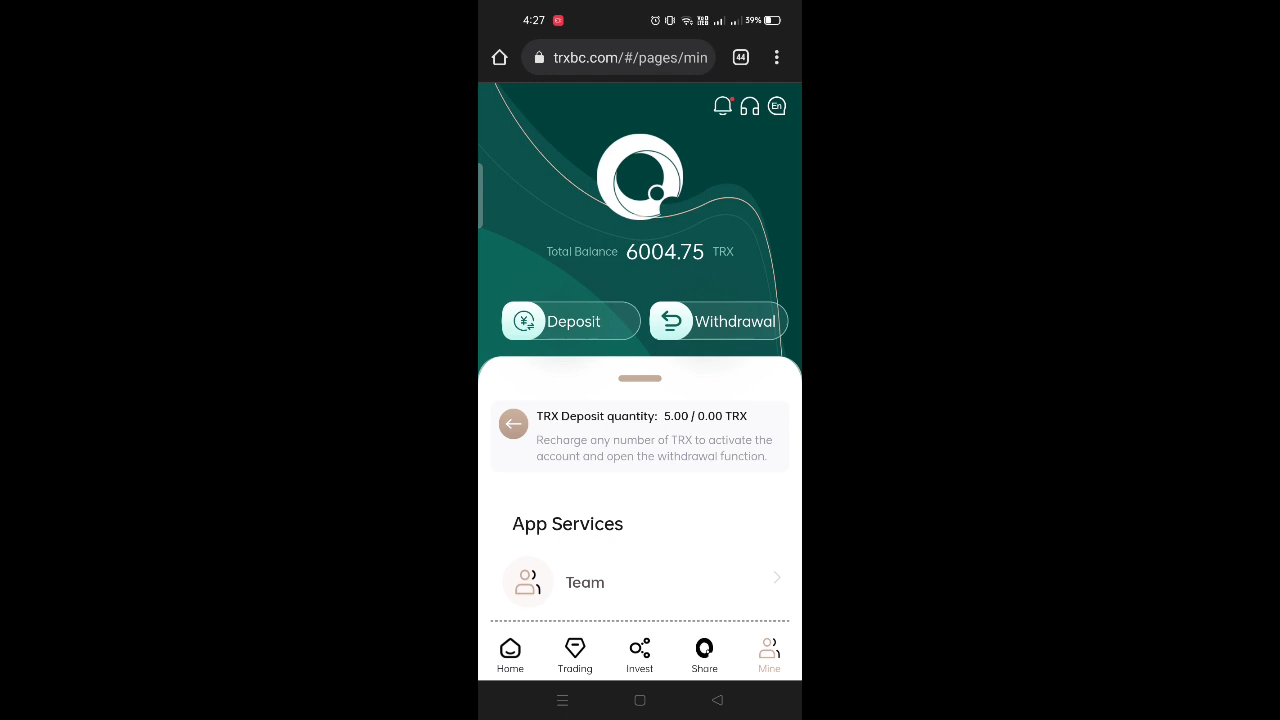 4:27
39%
trxbc.com/#/pages/min
44
En
Total Balance 6004.75 TRX
¥ Deposit
Withdrawal
TRX Deposit quantity: 5.00 / 0.00 TRX
Recharge any number of TRX to activate the
account and open the withdrawal function.
App Services
Team
Home
Trading
Invest
Share
Mine